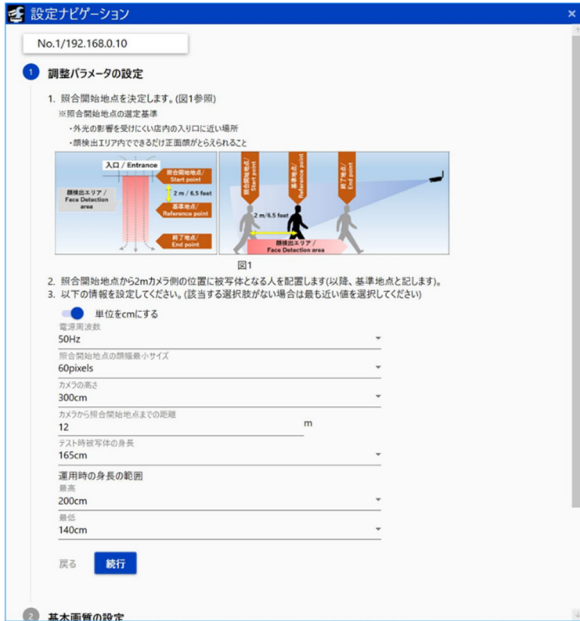 設定ナビゲーション
No.1/192.168.0.10
1 調整パラメータの設定
1. 照合開始地点を決定します。(図1参照)
※照合開始地点の選定基準
・外光の影響を受けにくい店内の入り口に近い場所
・顔検出エリア内でできるだけ正面顔がとらえられること
入口 / Entrance
照合開始地点/
Start point
2 m / 6.5 feet
顔検出エリア /
Face Detection
area
基準地点/
Reference point
終了地点/
End point
照合開始地点/
Start point
基準地点/
Reference point
終了地点/
End point
2 m/6.5 feet
顔検出エリア /
Face Detection area
図1
2. 照合開始地点から2mカメラ側の位置に被写体となる人を配置します(以降、基準地点と記します)。
3. 以下の情報を設定してください。(該当する選択肢がない場合は最も近い値を選択してください)
単位をcmにする
電源周波数
50Hz
照合開始地点の顔幅最小サイズ
60pixels
カメラの高さ
300cm
カメラから照合開始地点までの距離
12 m
テスト時被写体の身長
165cm
運用時の身長の範囲
最高
200cm
最低
140cm
戻る 続行
2 基本画質の設定